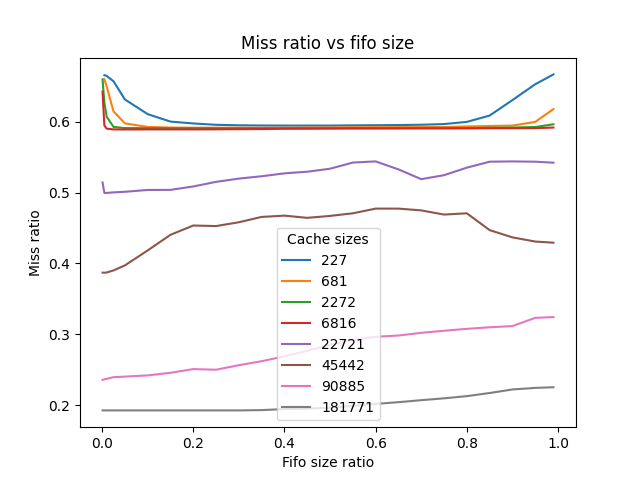 Miss ratio vs fifo size
Miss ratio
0.6
0.5
0.4
0.3
0.2
Cache sizes
227
681
2272
6816
22721
45442
90885
181771
0.0 0.2 0.4 0.6 0.8 1.0
Fifo size ratio